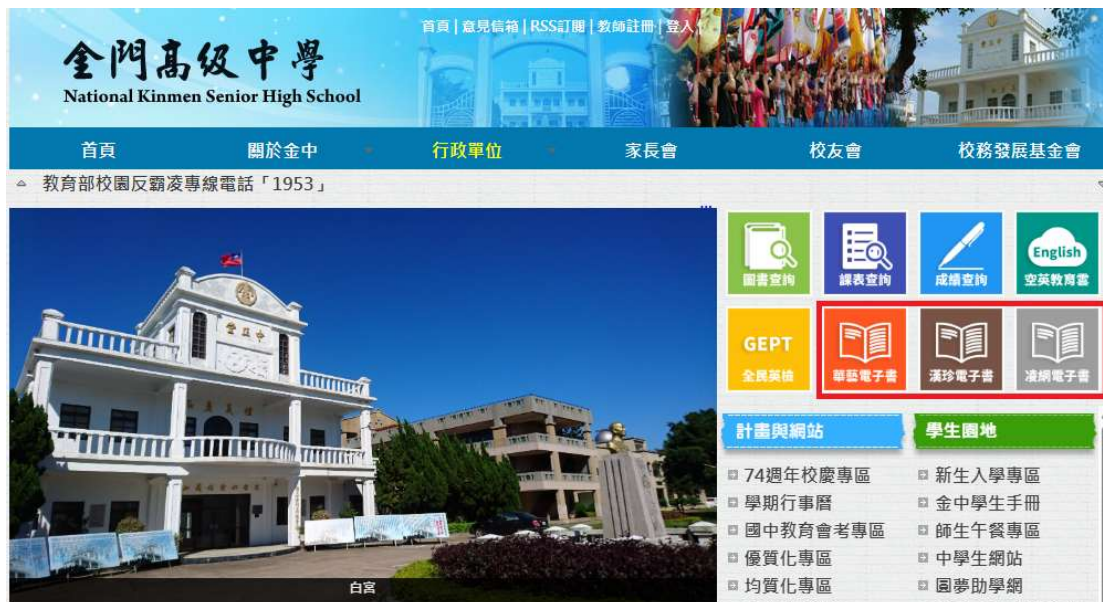 首頁 | 意見信箱 | RSS訂閱 | 教師註冊 | 登入
金門高級中學
National Kinmen Senior High School
首頁 關於金中 行政單位 家長會 校友會 校務發展基金會
教育部校園反霸凌專線電話「1953」
圖書查詢 課表查詢 成績查詢 English 空英教育雲
GEPT 全民英檢 華藝電子書 漢珍電子書 凌網電子書
中正堂
計畫與網站 學生園地
74週年校慶專區 新生入學專區
學期行事曆 金中學生手冊
國中教育會考專區 師生午餐專區
優質化專區 中學生網站
均質化專區 圓夢助學網
白宮